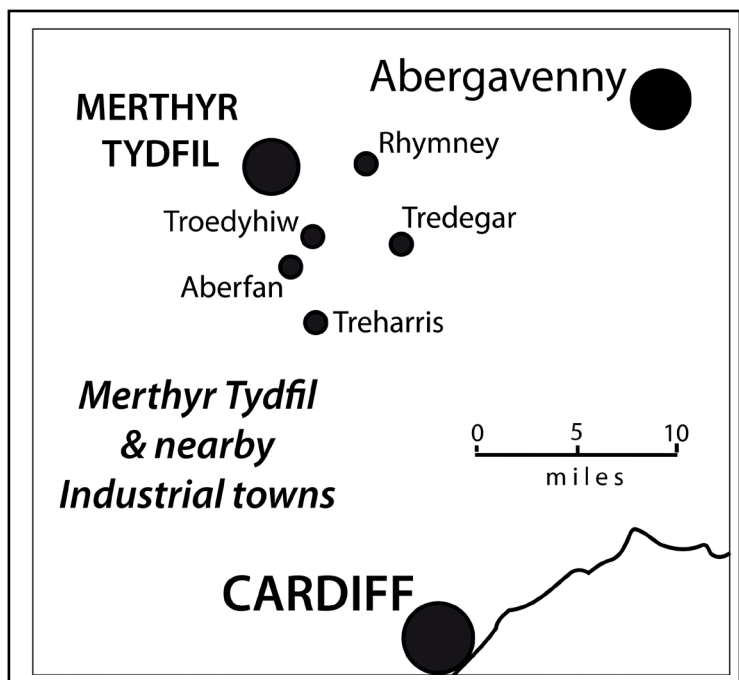 Abergavenny
MERTHYR
TYDFIL
Rhymney
Troedyhiw
Tredegar
Aberfan
Treharris
Merthyr Tydfil
& nearby
Industrial towns
0 5 10
miles
CARDIFF